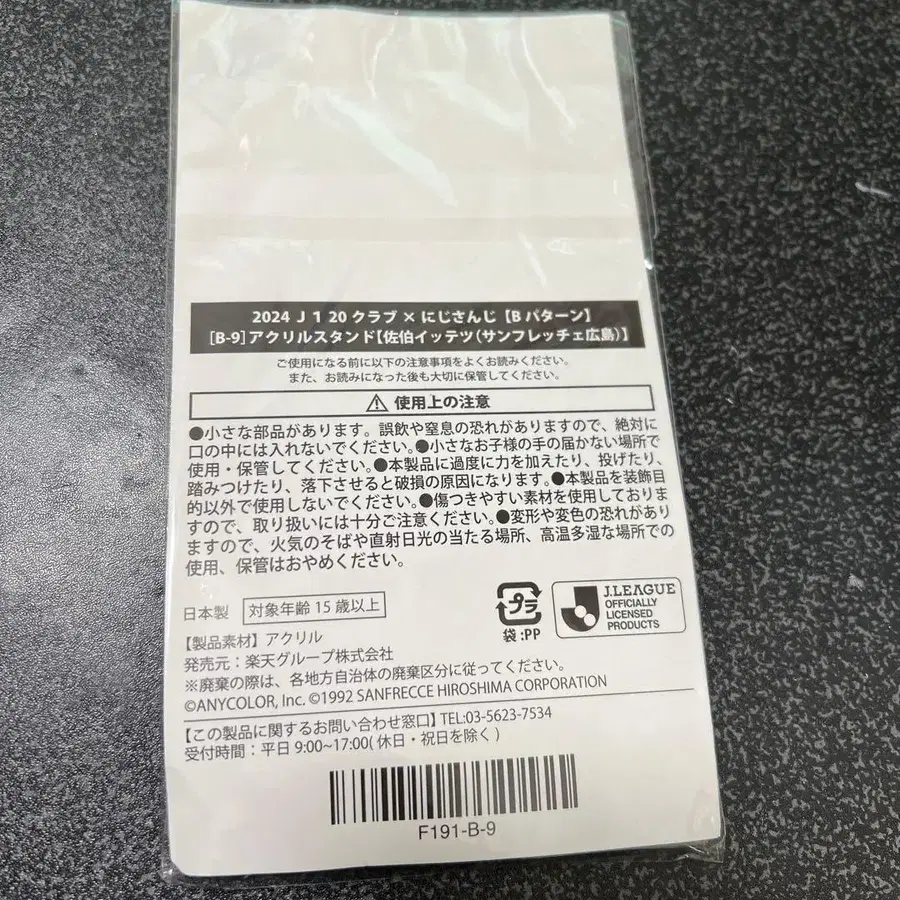 2024 J1 20クラブ×にじさんじ【Bパターン】
[B-9]アクリルスタンド【佐伯イッテツ(サンフレッチェ広島)】
ご使用になる前に以下の注意事項をよくお読みください。
また、お読みになった後も大切に保管してください。
使用上の注意
●小さな部品があります。誤飲や窒息の恐れがありますので、絶対に
口の中には入れないでください。●小さなお子様の手の届かない場所で
使用・保管してください。●本製品に過度に力を加えたり、投げたり、
踏みつけたり、落下させると破損の原因になります。●本製品を装飾目
的以外で使用しないでください。●傷つきやすい素材を使用しておりま
すので、取り扱いには十分ご注意ください。●変形や変色の恐れがあり
ますので、火気のそばや直射日光の当たる場所、高温多湿な場所での
使用、保管はおやめください。
日本製 対象年齢15歳以上
プラ
袋:PP
J.LEAGUE
OFFICIALLY
LICENSED
PRODUCTS
【製品素材】アクリル
発売元:楽天グループ株式会社
※廃棄の際は、各地方自治体の廃棄区分に従ってください。
©ANYCOLOR, Inc. ©1992 SANFRECCE HIROSHIMA CORPORATION
【この製品に関するお問い合わせ窓口】TEL:03-5623-7534
受付時間:平日 9:00~17:00(休日・祝日を除く)
F191-B-9